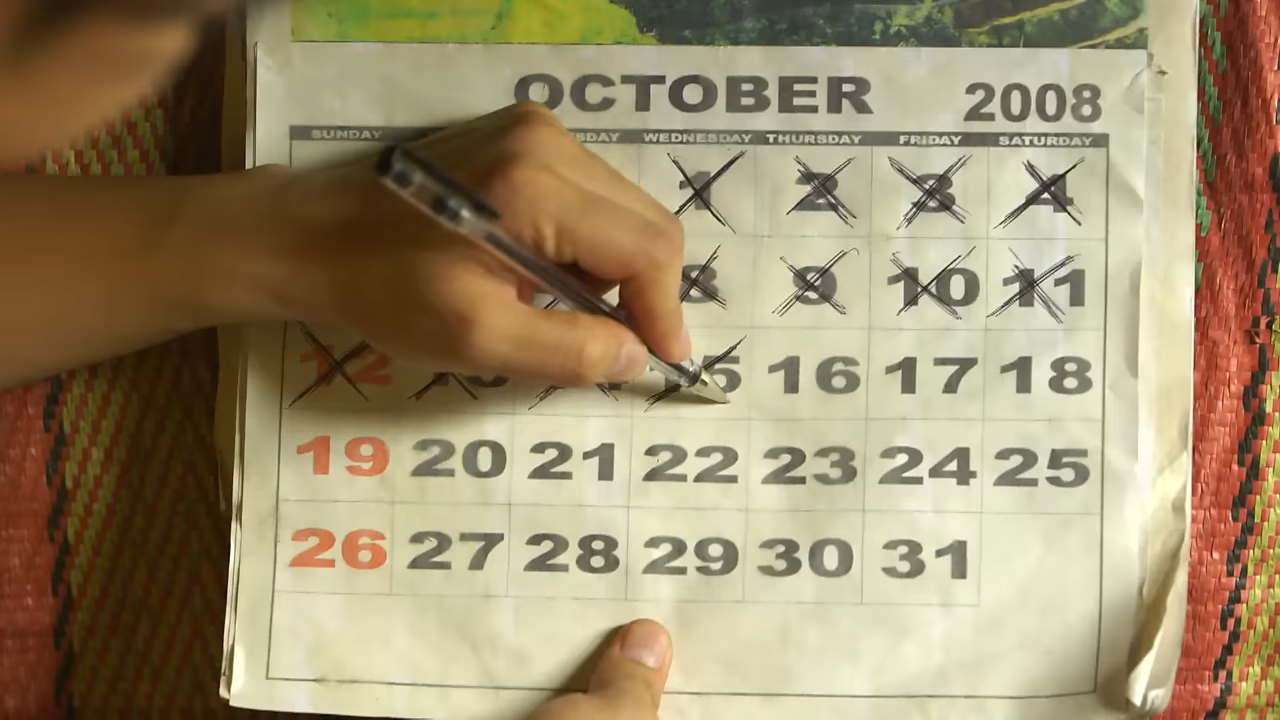 OCTOBER 2008
SUNDAY WEDNESDAY THURSDAY FRIDAY SATURDAY
1 2 3 4
8 9 10 11
12 15 16 17 18
19 20 21 22 23 24 25
26 27 28 29 30 31